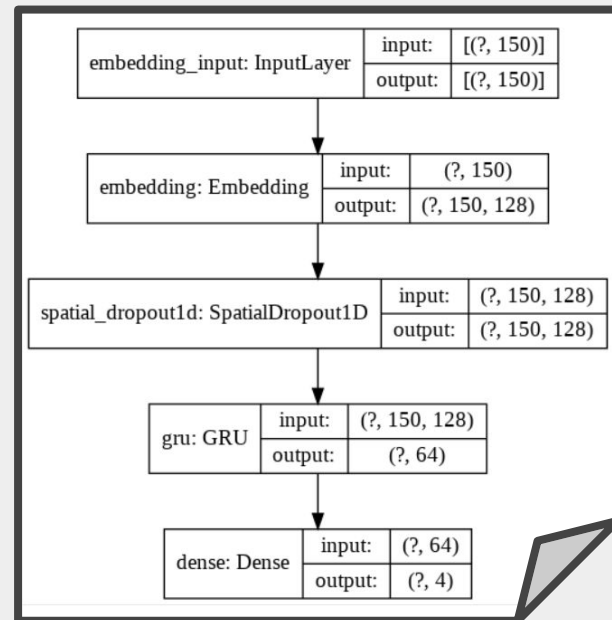 embedding_input: InputLayer
input: [(?, 150)]
output: [(?, 150)]
embedding: Embedding
input: (?, 150)
output: (?, 150, 128)
spatial_dropout1d: SpatialDropout1D
input: (?, 150, 128)
output: (?, 150, 128)
gru: GRU
input: (?, 150, 128)
output: (?, 64)
dense: Dense
input: (?, 64)
output: (?, 4)